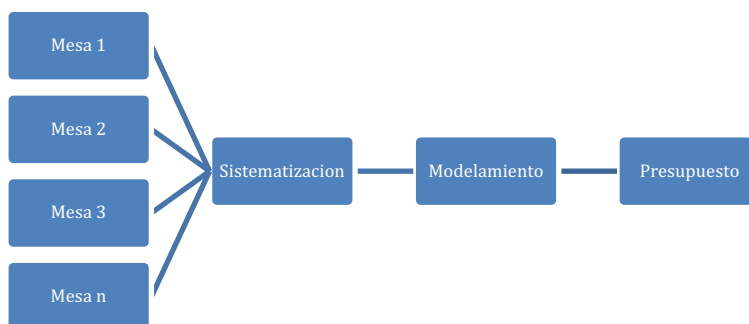 Mesa 1
Mesa 2
Mesa 3
Mesa n
Sistematizacion
Modelamiento
Presupuesto